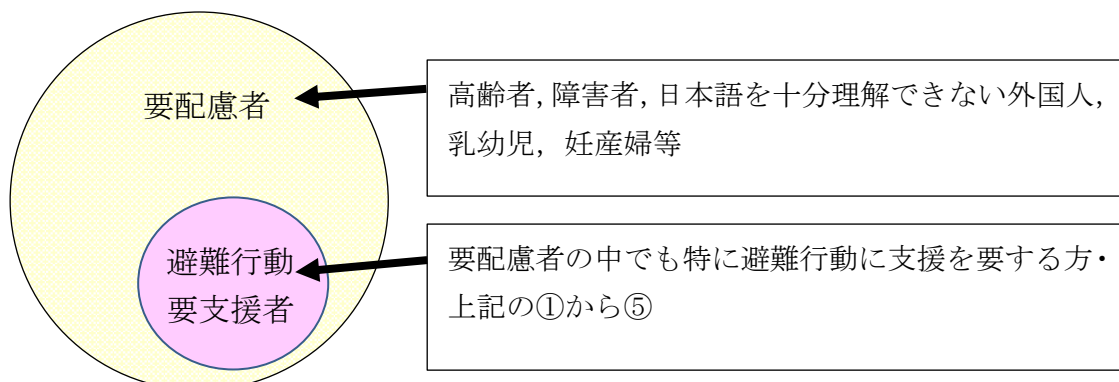 要配慮者
高齢者,障害者,日本語を十分理解できない外国人,
乳幼児，妊産婦等
避難行動
要支援者
要配慮者の中でも特に避難行動に支援を要する方・
上記の①から⑤